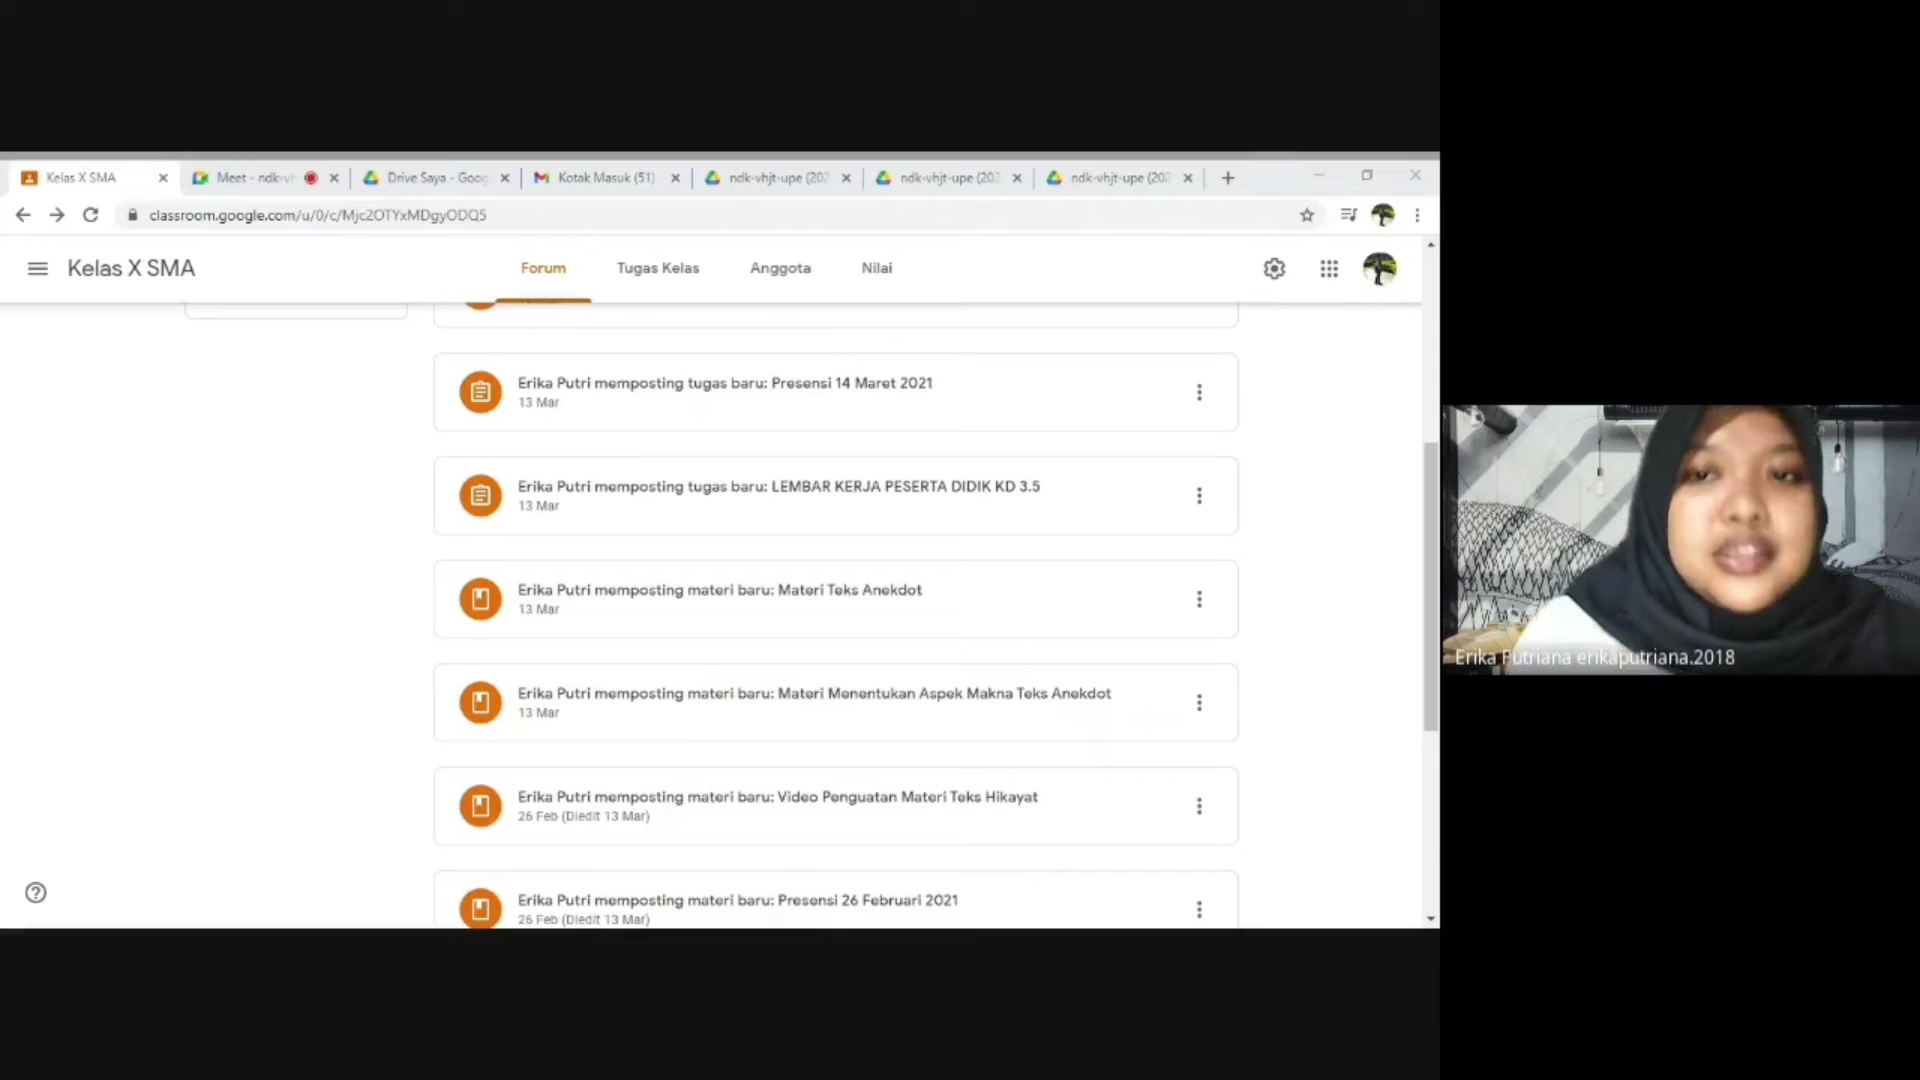 Kelas X SMA
Meet - ndk-v
Drive Saya - Goog
Kotak Masuk (51)
ndk-vhjt-upe (202
ndk-vhjt-upe (202
ndk-vhjt-upe (202
classroom.google.com/u/0/c/Mjc2OTYxMDgyODQ5
Kelas X SMA
Forum
Tugas Kelas
Anggota
Nilai
Erika Putri memposting tugas baru: Presensi 14 Maret 2021
13 Mar
Erika Putri memposting tugas baru: LEMBAR KERJA PESERTA DIDIK KD 3.5
13 Mar
Erika Putri memposting materi baru: Materi Teks Anekdot
13 Mar
Erika Putri memposting materi baru: Materi Menentukan Aspek Makna Teks Anekdot
13 Mar
Erika Putri memposting materi baru: Video Penguatan Materi Teks Hikayat
26 Feb (Diedit 13 Mar)
Erika Putri memposting materi baru: Presensi 26 Februari 2021
26 Feb (Diedit 13 Mar)
Erika Putriana erikaputriana.2018